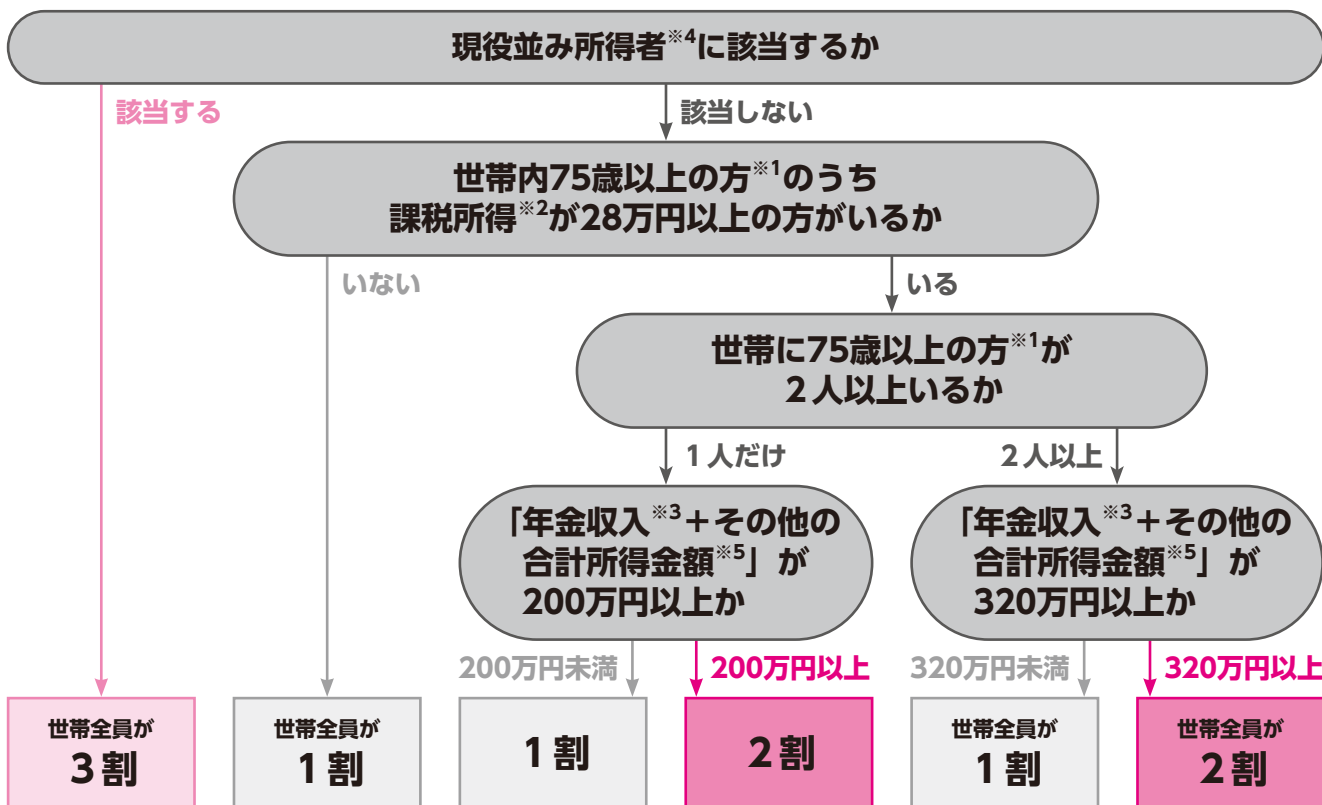 現役並み所得者※4に該当するか
該当する
該当しない
世帯内75歳以上の方※1のうち
課税所得※2が28万円以上の方がいるか
いない
いる
世帯に75歳以上の方※1が
2人以上いるか
1人だけ
2人以上
「年金収入※3+その他の
合計所得金額※5」が
200万円以上か
「年金収入※3+その他の
合計所得金額※5」が
320万円以上か
200万円未満
200万円以上
320万円未満
320万円以上
世帯全員が
3割
世帯全員が
1割
1割
2割
世帯全員が
1割
世帯全員が
2割